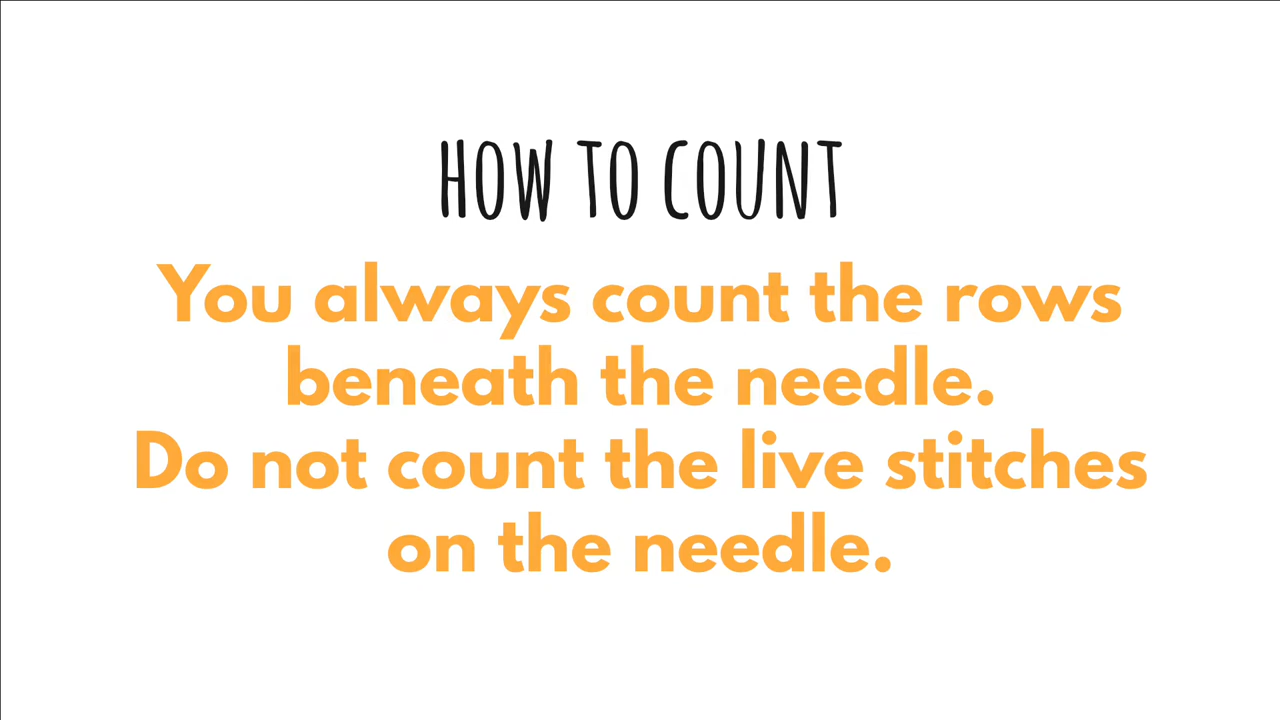 HOW TO COUNT
You always count the rows
beneath the needle.
Do not count the live stitches
on the needle.